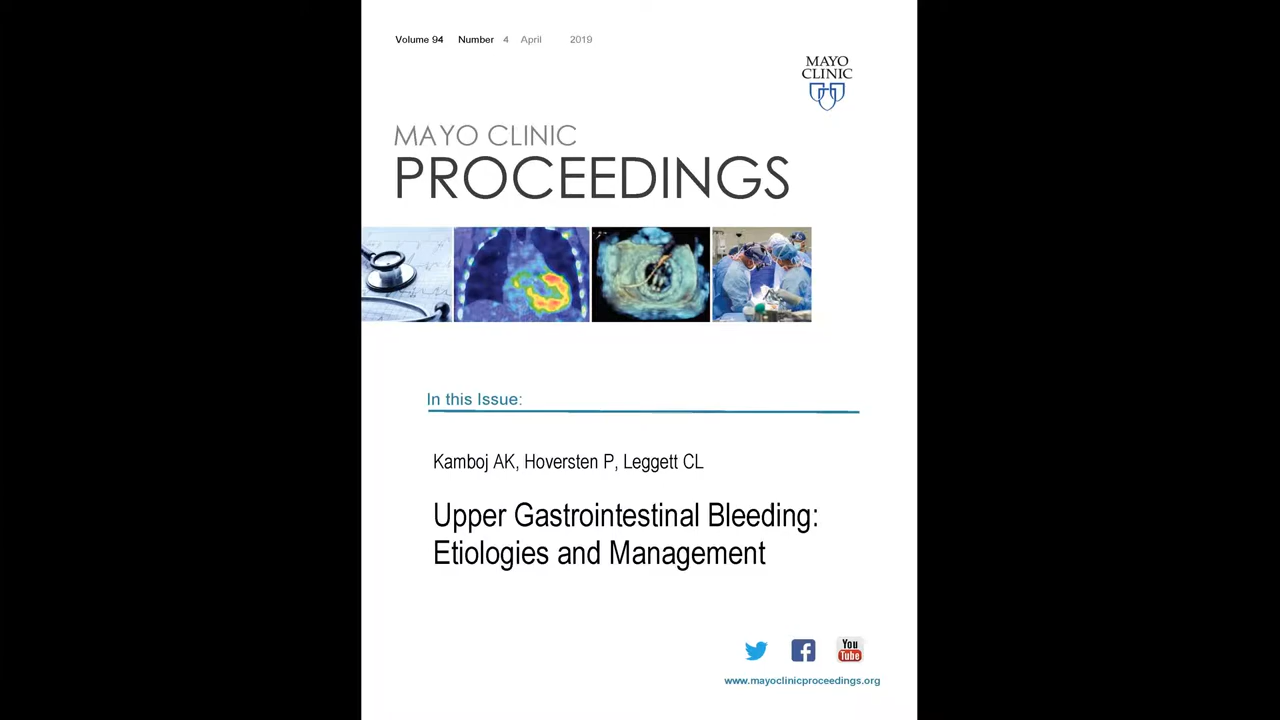 Volume 94 Number 4 April 2019
MAYO
CLINIC
MAYO CLINIC
PROCEEDINGS
In this Issue:
Kamboj AK, Hoversten P, Leggett CL
Upper Gastrointestinal Bleeding:
Etiologies and Management
You
Tube
www.mayoclinicproceedings.org